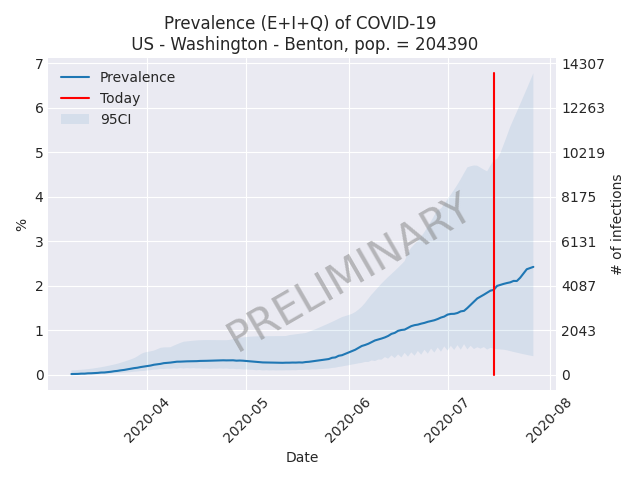 Prevalence (E+I+Q) of COVID-19
US - Washington - Benton, pop. = 204390
Prevalence
Today
95CI
7
6
5
4
3
2
1
0
%
14307
12263
10219
8175
6131
4087
2043
0
# of infections
PRELIMINARY
2020-04
2020-05
2020-06
2020-07
2020-08
Date